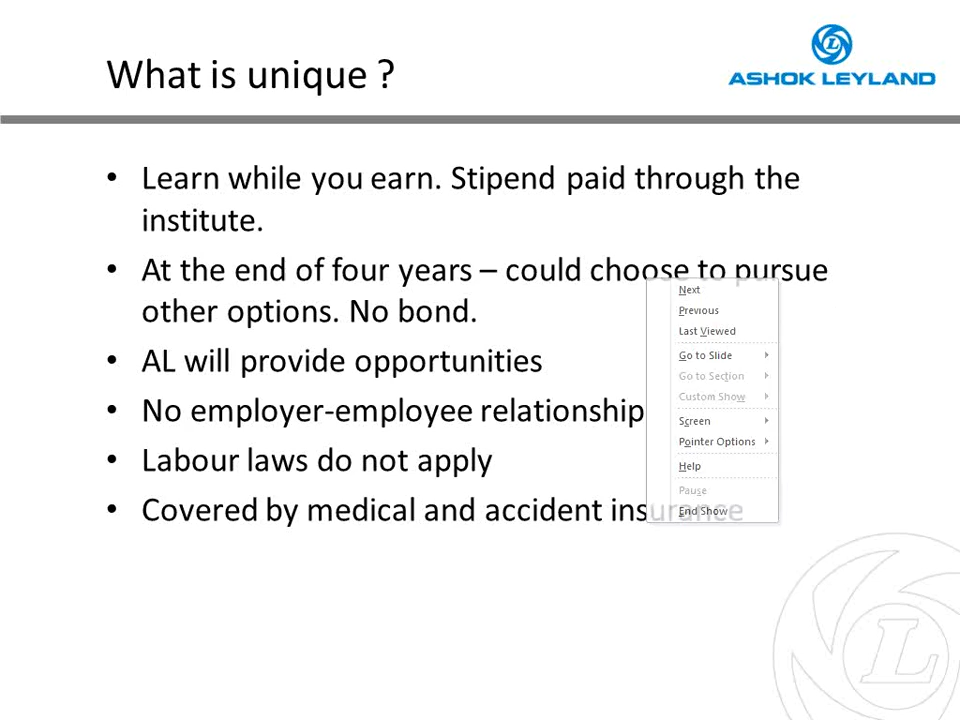 What is unique ?
ASHOK LEYLAND
• Learn while you earn. Stipend paid through the
institute.
• At the end of four years – could choose to pursue
other options. No bond.
• AL will provide opportunities
• No employer-employee relationship
• Labour laws do not apply
• Covered by medical and accident insurance
Next
Previous
Last Viewed
Go to Slide
Go to Section
Custom Show
Screen
Pointer Options
Help
Pause
End Show
L
L